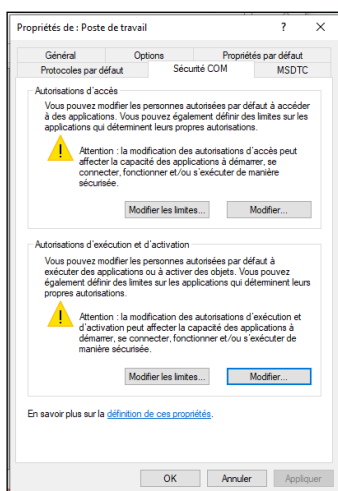 Propriétés de : Poste de travail ? ×
Général Options Propriétés par défaut
Protocoles par défaut Sécurité COM MSDTC
Autorisations d'accès
Vous pouvez modifier les personnes autorisées par défaut à accéder
à des applications. Vous pouvez également définir des limites sur les
applications qui déterminent leurs propres autorisations.
Attention : la modification des autorisations d'accès peut
affecter la capacité des applications à démarrer, se
connecter, fonctionner et/ou s'exécuter de manière
sécurisée.
Modifier les limites... Modifier...
Autorisations d'exécution et d'activation
Vous pouvez modifier les personnes autorisées par défaut à
exécuter des applications ou à activer des objets. Vous pouvez
également définir des limites sur les applications qui déterminent leurs
propres autorisations.
Attention : la modification des autorisations d'exécution et
d'activation peut affecter la capacité des applications à
démarrer, se connecter, fonctionner et/ou s'exécuter de
manière sécurisée.
Modifier les limites... Modifier...
En savoir plus sur la définition de ces propriétés.
OK Annuler Appliquer